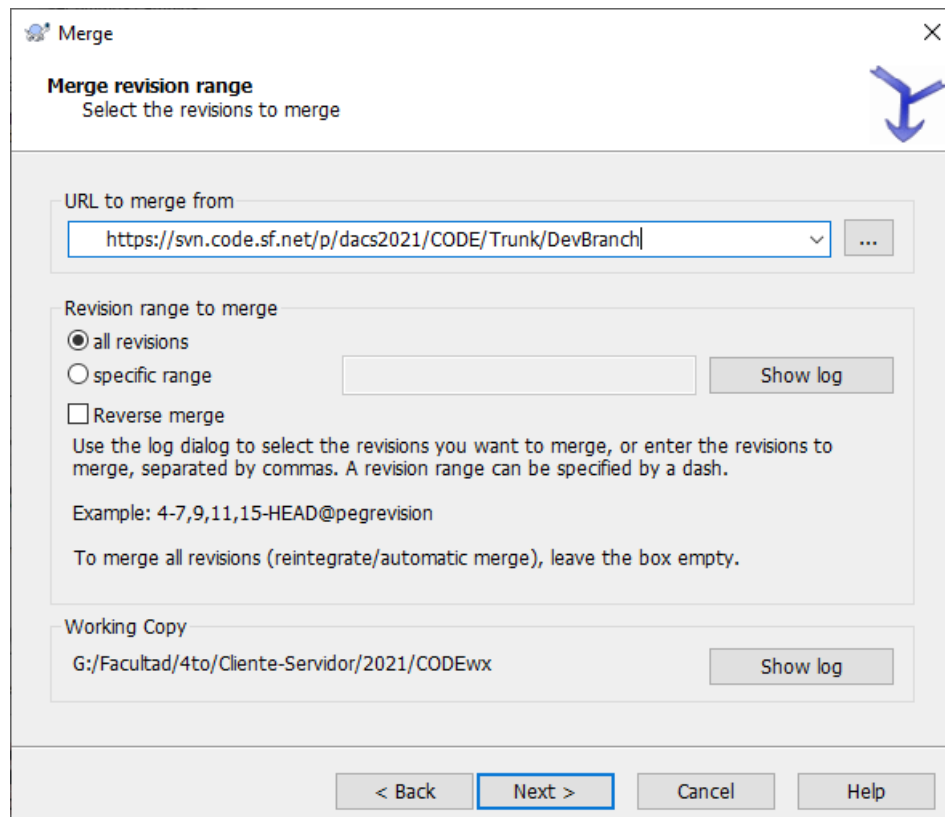 Merge
Merge revision range
Select the revisions to merge
URL to merge from
https://svn.code.sf.net/p/dacs2021/CODE/Trunk/DevBranch
...
Revision range to merge
all revisions
specific range
Show log
Reverse merge
Use the log dialog to select the revisions you want to merge, or enter the revisions to
merge, separated by commas. A revision range can be specified by a dash.
Example: 4-7,9,11,15-HEAD@pegrevision
To merge all revisions (reintegrate/automatic merge), leave the box empty.
Working Copy
G:/Facultad/4to/Cliente-Servidor/2021/CODEwx
Show log
< Back
Next >
Cancel
Help